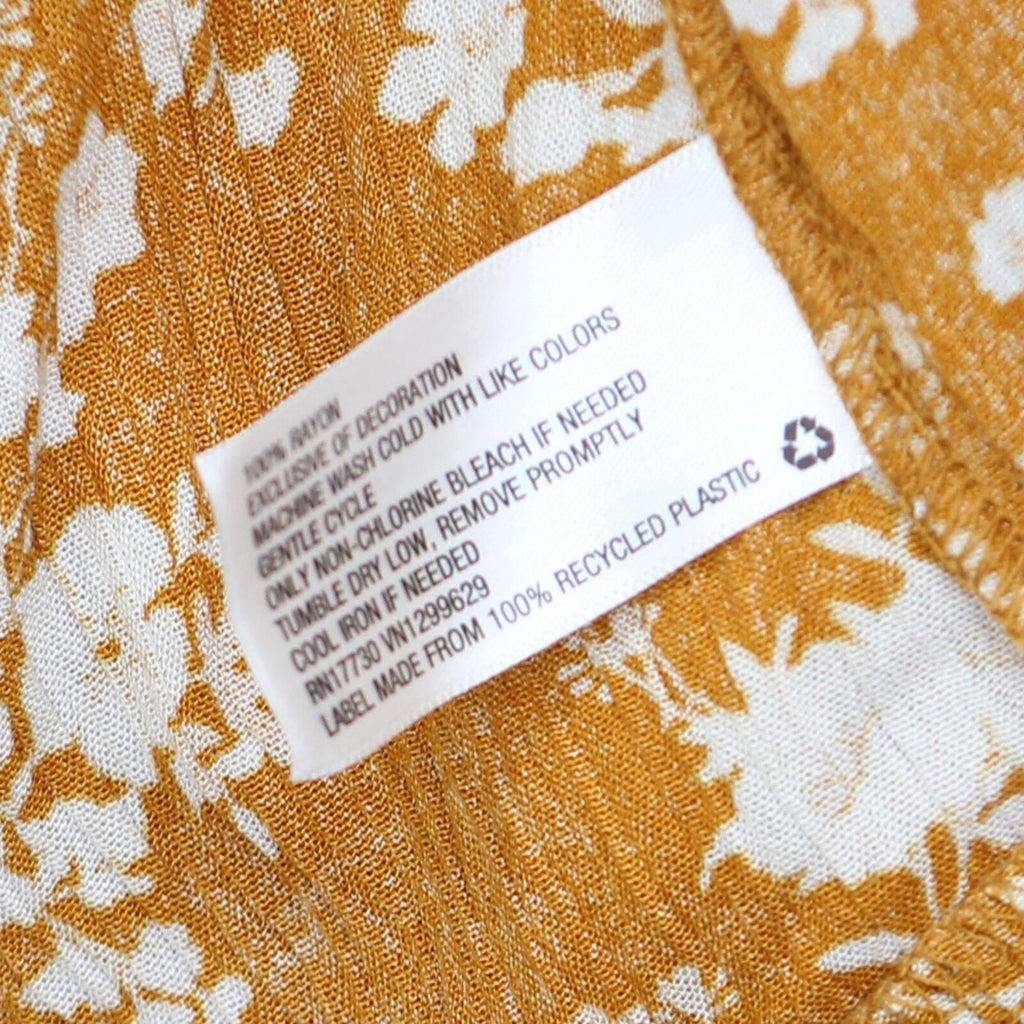 100% RAYON
EXCLUSIVE OF DECORATION
MACHINE WASH COLD WITH LIKE COLORS
GENTLE CYCLE
ONLY NON-CHLORINE BLEACH IF NEEDED
TUMBLE DRY LOW, REMOVE PROMPTLY
COOL IRON IF NEEDED
RN17730 VN1299629
LABEL MADE FROM 100% RECYCLED PLASTIC